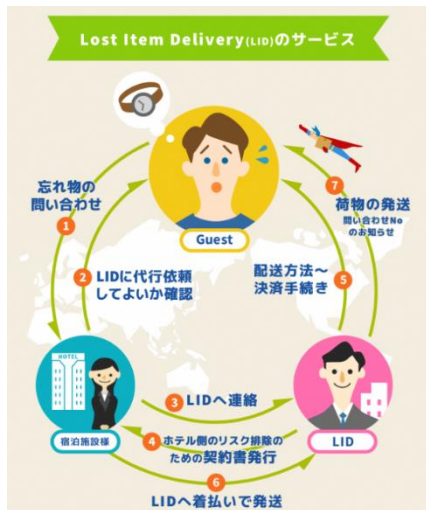 Lost Item Delivery(LID)のサービス
忘れ物の
問い合わせ
1
7
荷物の発送
問い合わせNo
のお知らせ
Guest
2
LIDに代行依頼
してよいか確認
配送方法〜
決済手続き
5
HOTEL
3
LIDへ連絡
宿泊施設様
4
ホテル側のリスク排除の
ための契約書発行
LID
6
LIDへ着払いで発送